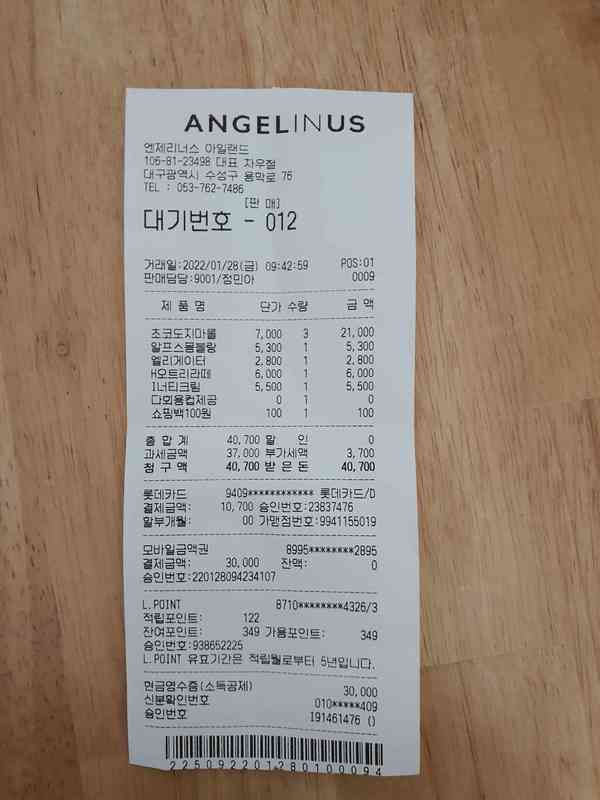 ANGELINUS
엔제리너스 아일랜드
106-81-23498 대표 차우철
대구광역시 수성구 용학로 76
TEL : 053-762-7486
[판 매]
대기번호 - 012
거래일:2022/01/28(금) 09:42:59 POS:01
판매담당:9001/정민아 0009
제 품 명 단가 수량 금 액
초코도지마롤 7,000 3 21,000
알프스몽블랑 5,300 1 5,300
엘리게이터 2,800 1 2,800
H오트리라떼 6,000 1 6,000
I너티크림 5,500 1 5,500
다회용컵제공 0 1 0
쇼핑백100원 100 1 100
총 합 계 40,700 할 인 0
과세금액 37,000 부가세액 3,700
청 구 액 40,700 받 은 돈 40,700
롯데카드 9409************ 롯데카드/D
결제금액: 10,700 승인번호:23837476
할부개월: 00 가맹점번호:9941155019
모바일금액권 8995********2895
결제금액: 30,000 잔액: 0
승인번호:220128094234107
L.POINT 8710********4326/3
적립포인트: 122
잔여포인트: 349 가용포인트: 349
승인번호:938652225
L.POINT 유효기간은 적립월로부터 5년입니다.
현금영수증(소득공제) 30,000
신분확인번호 010*****409
승인번호 I91461476 ()
225092201280100094